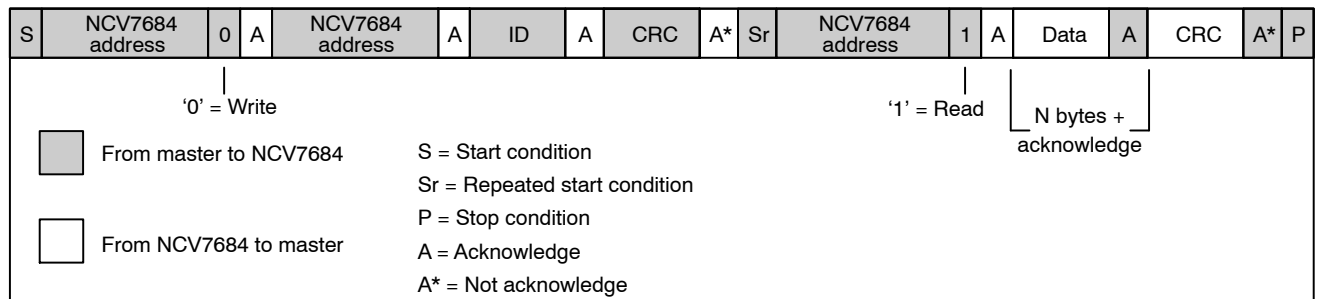 S NCV7684 address 0 A NCV7684 address A ID A CRC A* Sr NCV7684 address 1 A Data A CRC A* P
‘0’ = Write
‘1’ = Read
N bytes +
acknowledge
From master to NCV7684
From NCV7684 to master
S = Start condition
Sr = Repeated start condition
P = Stop condition
A = Acknowledge
A* = Not acknowledge